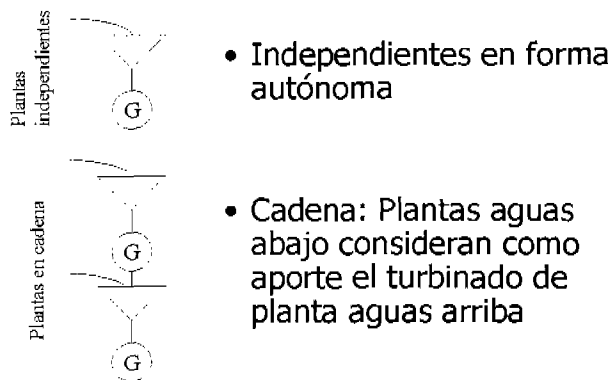 Plantas
independientes
G
• Independientes en forma
autónoma
Plantas en cadena
G
G
• Cadena: Plantas aguas
abajo consideran como
aporte el turbinado de
planta aguas arriba